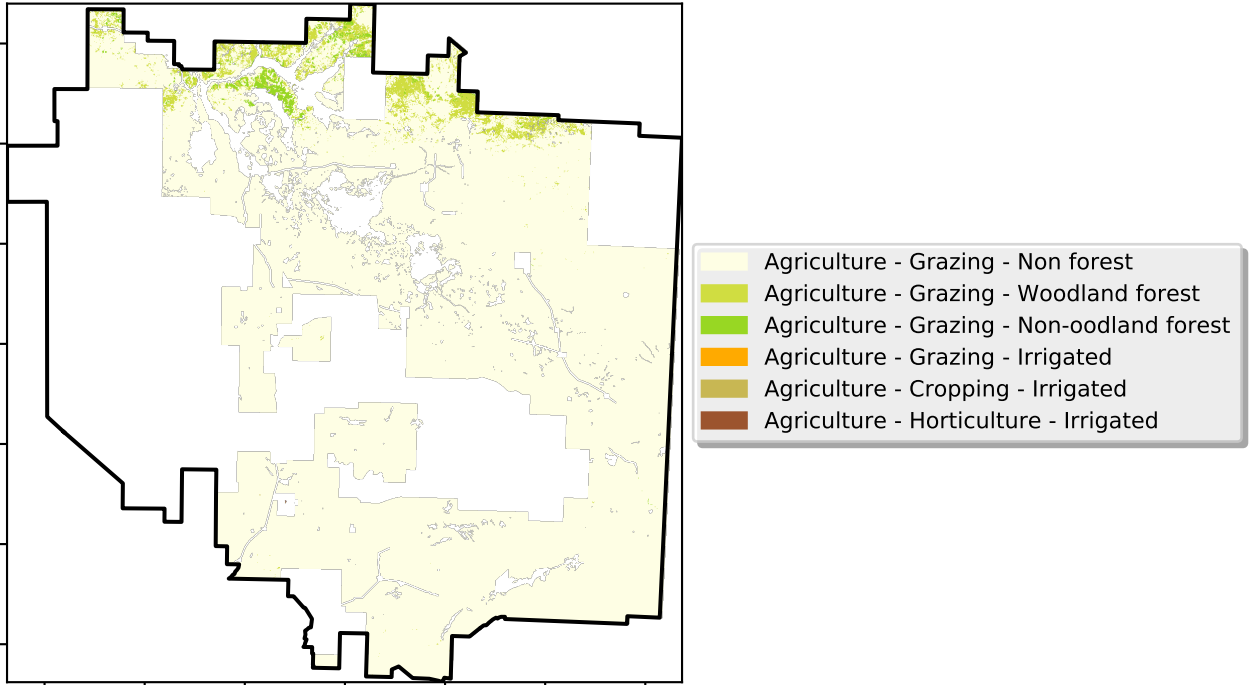 Agriculture - Grazing - Non forest
Agriculture - Grazing - Woodland forest
Agriculture - Grazing - Non-oodland forest
Agriculture - Grazing - Irrigated
Agriculture - Cropping - Irrigated
Agriculture - Horticulture - Irrigated